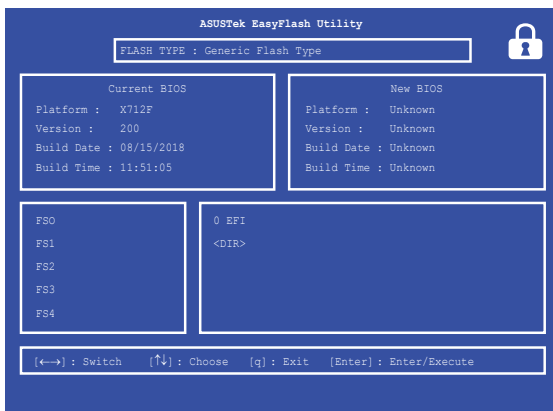 ASUSTek EasyFlash Utility
FLASH TYPE : Generic Flash Type
Current BIOS
Platform : X712F
Version : 200
Build Date : 08/15/2018
Build Time : 11:51:05
New BIOS
Platform : Unknown
Version : Unknown
Build Date : Unknown
Build Time : Unknown
FSO
FS1
FS2
FS3
FS4
0 EFI
<DIR>
[←→] : Switch [↑↓] : Choose [q] : Exit [Enter] : Enter/Execute